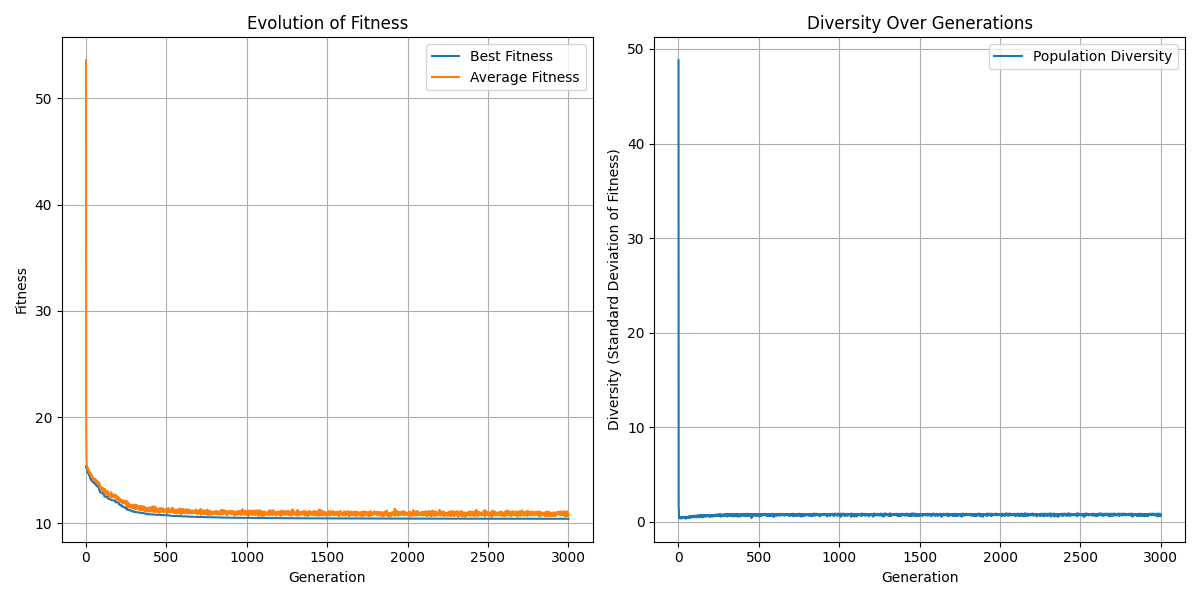 Evolution of Fitness
Best Fitness
Average Fitness
50
40
30
20
10
Fitness
0 500 1000 1500 2000 2500 3000
Generation
Diversity Over Generations
Population Diversity
50
40
30
20
10
0
Diversity (Standard Deviation of Fitness)
0 500 1000 1500 2000 2500 3000
Generation